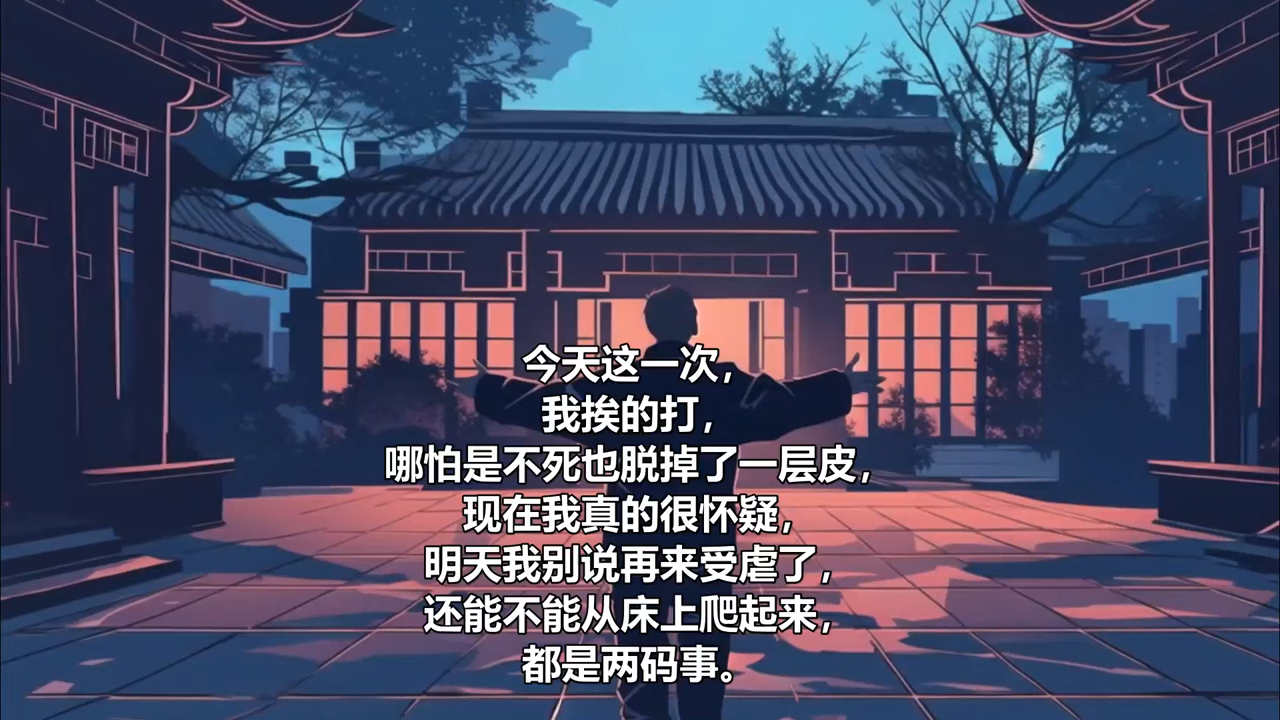 今天这一次，
我挨的打，
哪怕是不死也脱掉了一层皮，
现在我真的很怀疑，
明天我别说再来受虐了，
还能不能从床上爬起来，
都是两码事。